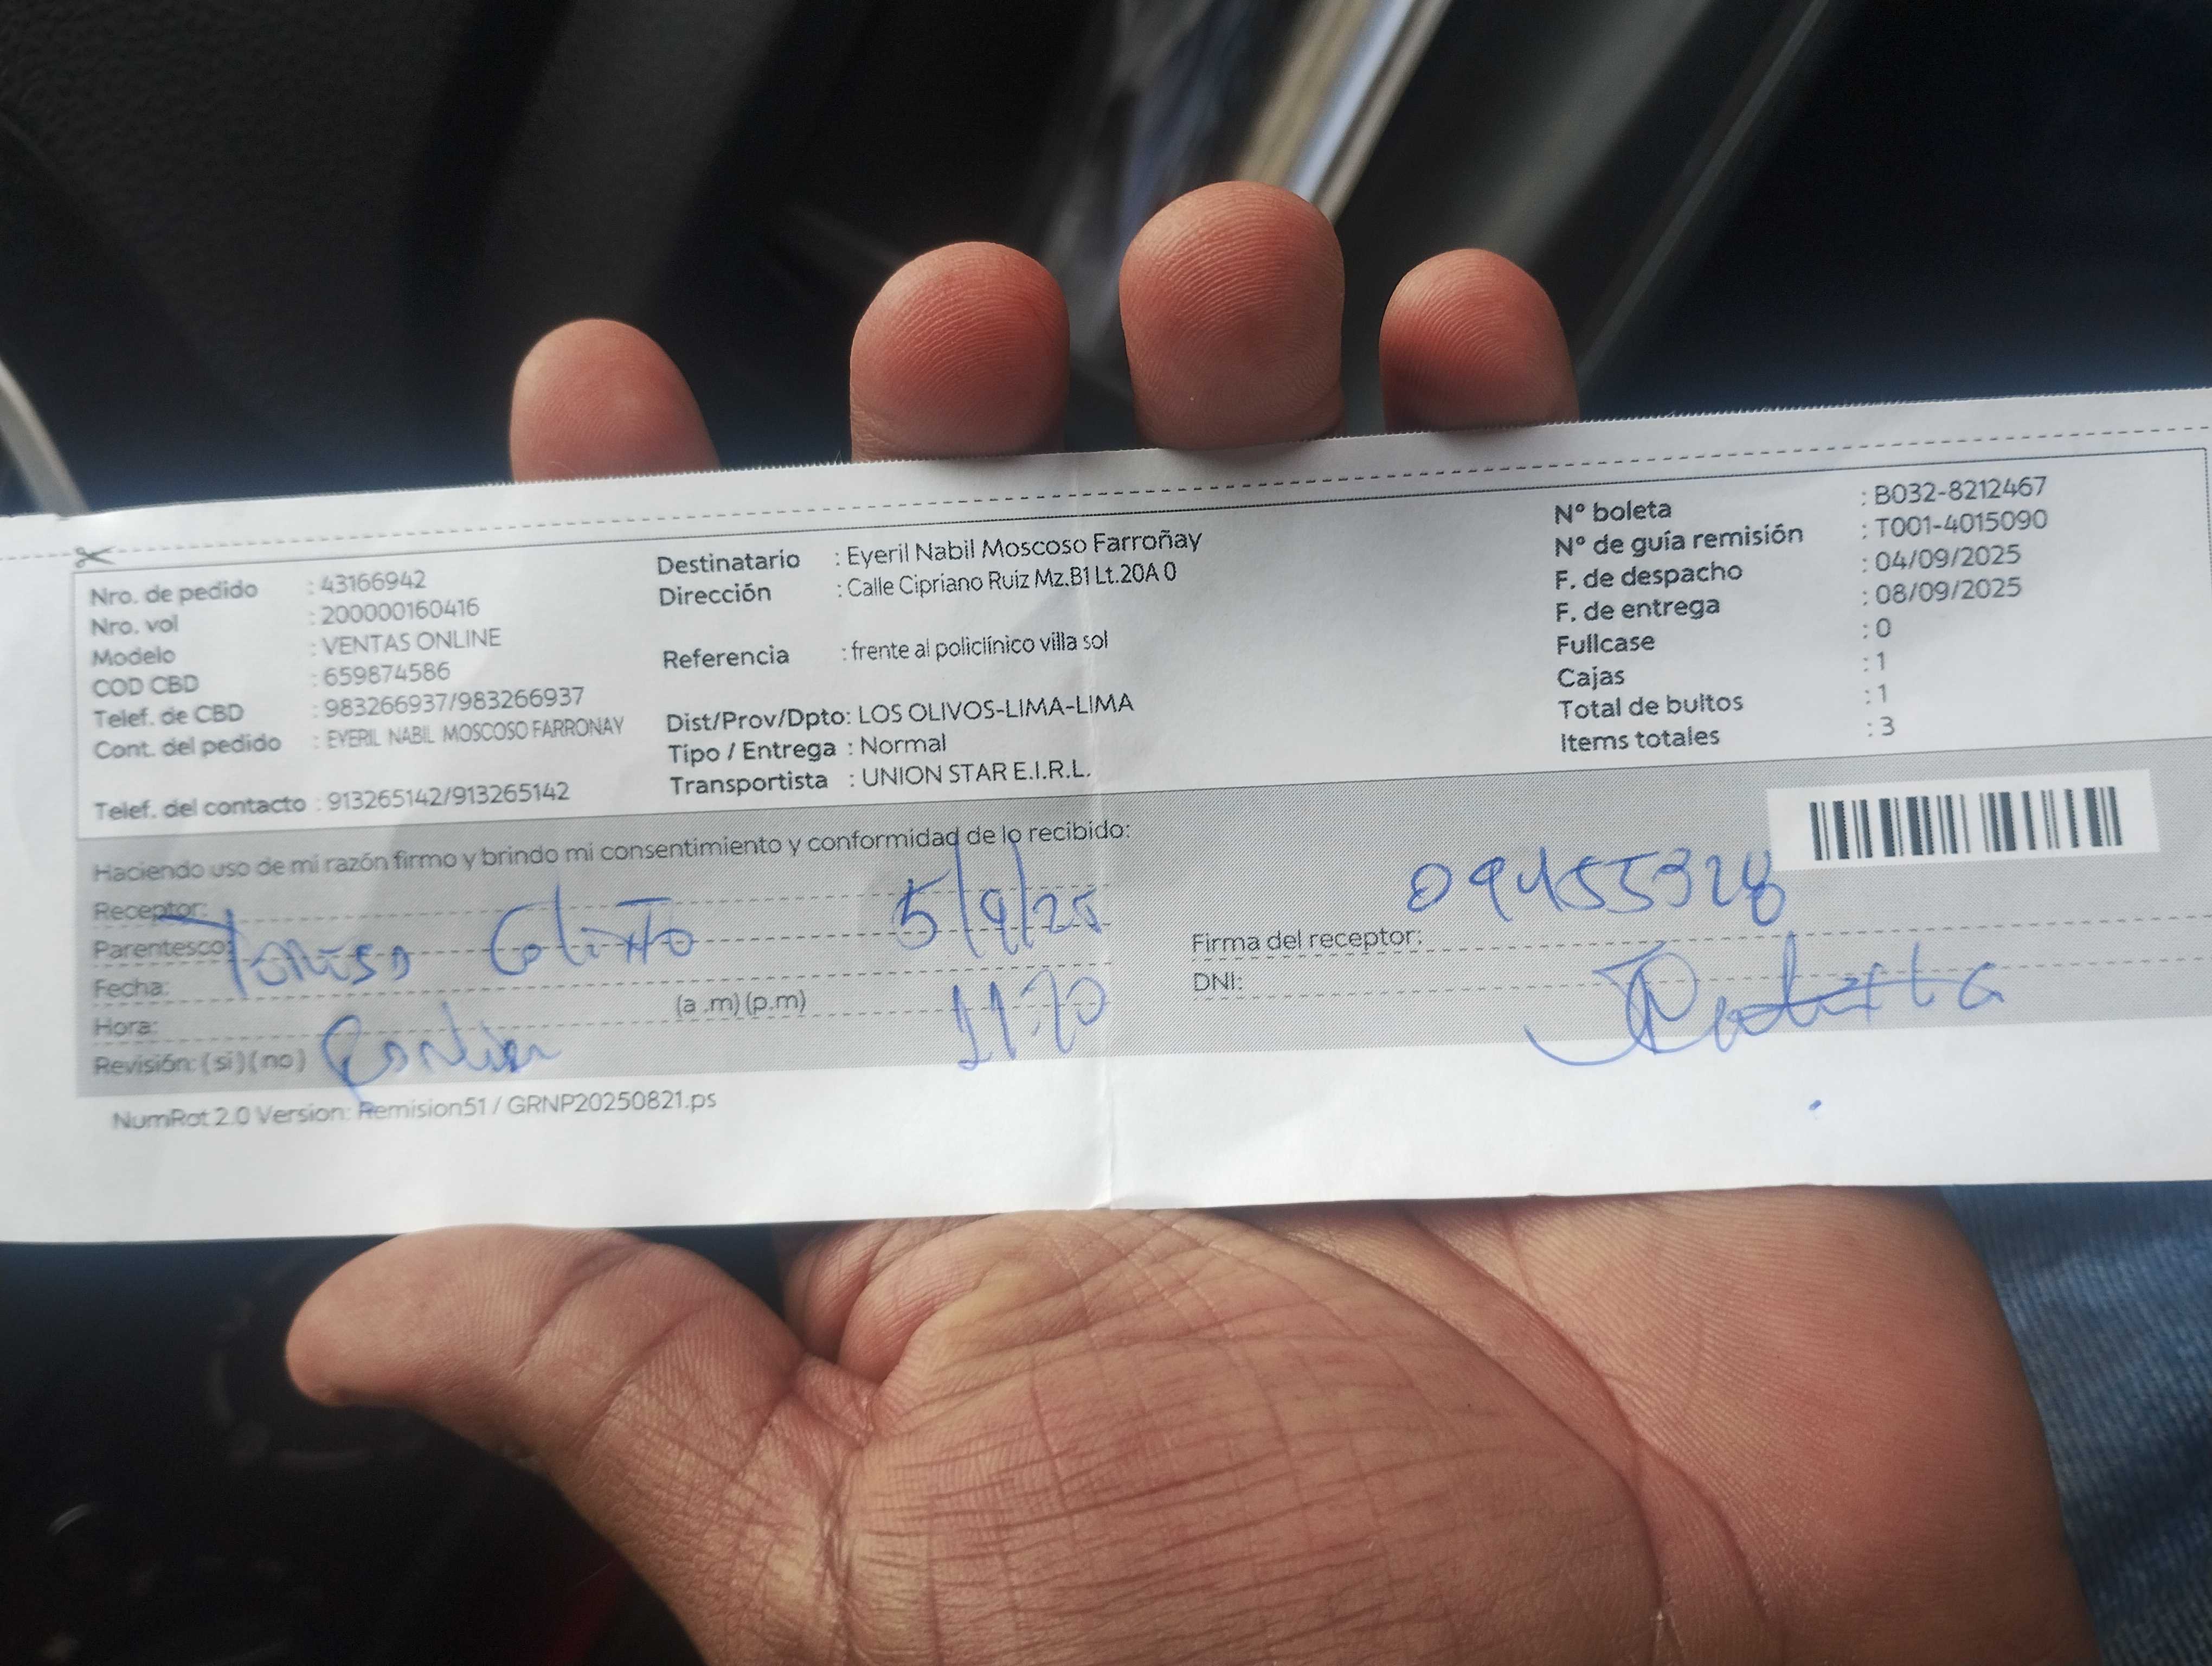 Nro. de pedido : 43166942
Nro. vol : 200000160416
Modelo : VENTAS ONLINE
COD CBD : 659874586
Telef. de CBD : 983266937/983266937
Cont. del pedido : EYERIL NABIL MOSCOSO FARRONAY
Telef. del contacto : 913265142/913265142
Destinatario : Eyeril Nabil Moscoso Farroñay
Dirección : Calle Cipriano Ruiz Mz.B1 Lt.20A 0
Referencia : frente al policlínico villa sol
Dist/Prov/Dpto: LOS OLIVOS-LIMA-LIMA
Tipo / Entrega : Normal
Transportista : UNION STAR E.I.R.L.
Nº boleta : B032-8212467
Nº de guía remisión : T001-4015090
F. de despacho : 04/09/2025
F. de entrega : 08/09/2025
Fullcase : 0
Cajas : 1
Total de bultos : 1
Items totales : 3
Haciendo uso de mi razón firmo y brindo mi consentimiento y conformidad de lo recibido:
Receptor:
Parentesco: 5/9/25
Fecha:
Hora: (a .m) (p.m)
Revisión: (si) (no)
09455328
Firma del receptor:
DNI:
NumRot 2.0 Version: Remision51 / GRNP20250821.ps